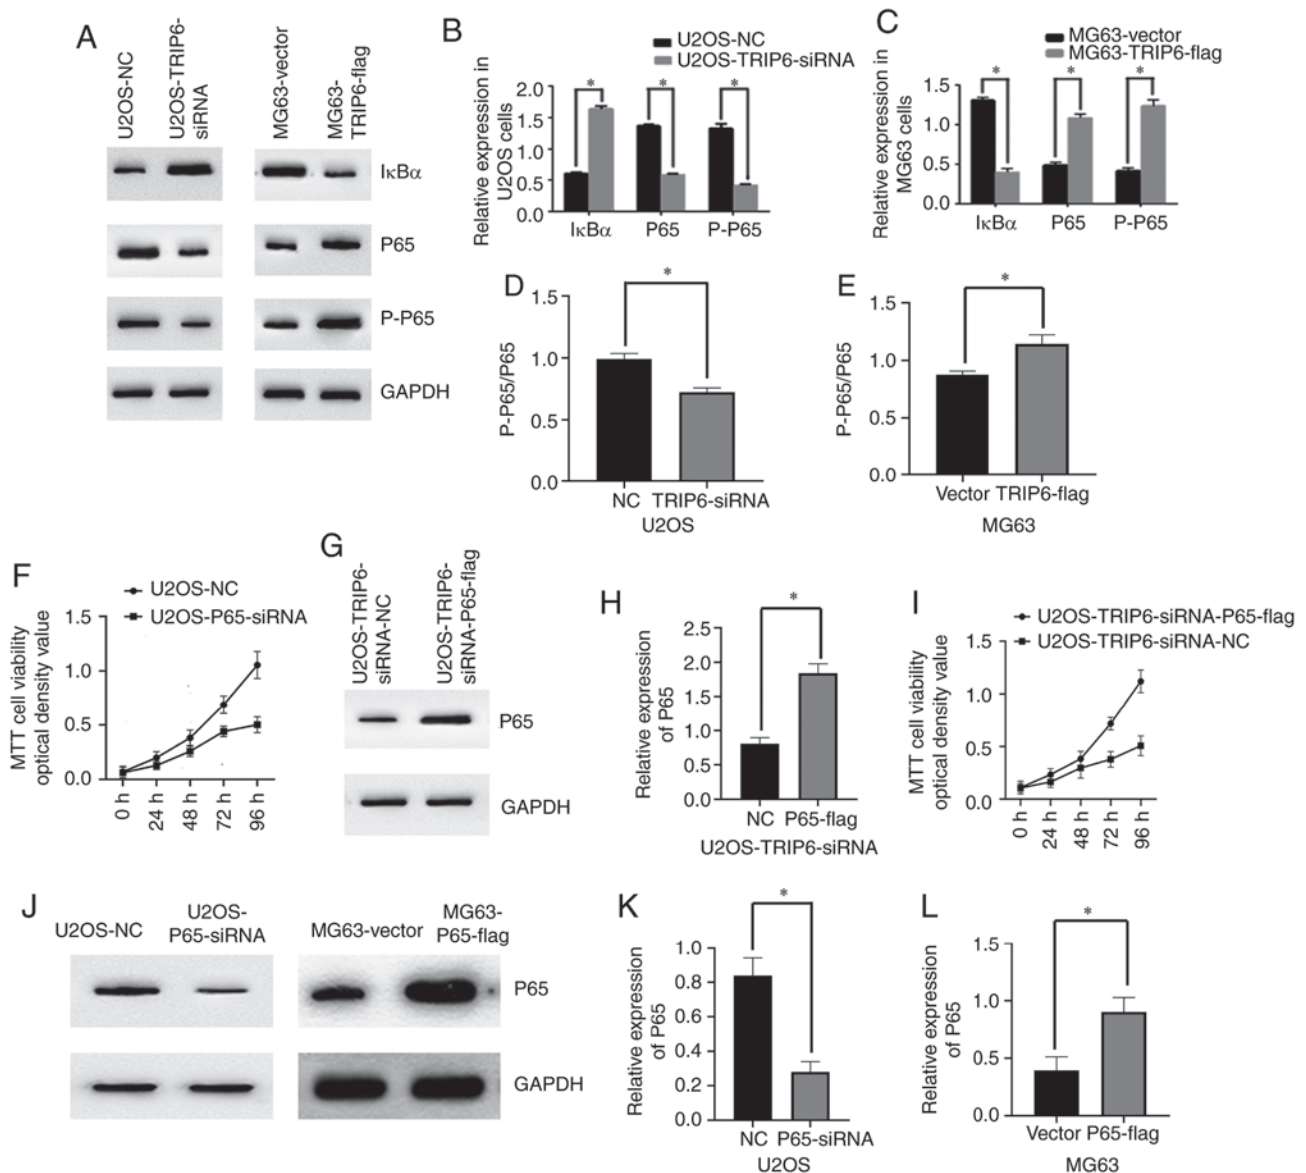 A
U2OS-NC
U2OS-TRIP6-
siRNA
MG63-vector
MG63-
TRIP6-flag
IκBα
P65
P-P65
GAPDH
B
U2OS-NC
U2OS-TRIP6-siRNA
Relative expression in
U2OS cells
2.0
1.5
1.0
0.5
0.0
*
*
*
IκBα
P65
P-P65
C
MG63-vector
MG63-TRIP6-flag
Relative expression in
MG63 cells
1.5
1.0
0.5
0.0
*
*
*
IκBα
P65
P-P65
D
P-P65/P65
1.5
1.0
0.5
0.0
*
NC TRIP6-siRNA
U2OS
E
P-P65/P65
1.5
1.0
0.5
0.0
*
Vector TRIP6-flag
MG63
F
U2OS-NC
U2OS-P65-siRNA
MTT cell viability
optical density value
1.5
1.0
0.5
0.0
0 h
24 h
48 h
72 h
96 h
G
U2OS-TRIP6-
siRNA-NC
U2OS-TRIP6-
siRNA-P65-flag
P65
GAPDH
H
Relative expression
of P65
2.5
2.0
1.5
1.0
0.5
0.0
*
NC P65-flag
U2OS-TRIP6-siRNA
I
U2OS-TRIP6-siRNA-P65-flag
U2OS-TRIP6-siRNA-NC
MTT cell viability
optical density value
1.5
1.0
0.5
0.0
0 h
24 h
48 h
72 h
96 h
J
U2OS-NC
U2OS-
P65-siRNA
MG63-vector
MG63-
P65-flag
P65
GAPDH
K
Relative expression
of P65
1.0
0.8
0.6
0.4
0.2
0.0
*
NC P65-siRNA
U2OS
L
Relative expression
of P65
1.5
1.0
0.5
0.0
*
Vector P65-flag
MG63